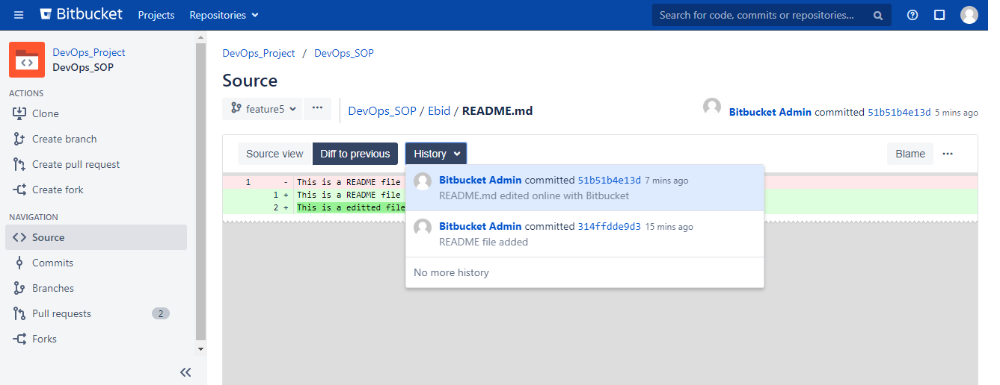 Bitbucket Projects Repositories Search for code, commits or repositories...
DevOps_Project
DevOps_SOP
ACTIONS
Clone
Create branch
Create pull request
Create fork
NAVIGATION
Source
Commits
Branches
Pull requests 2
Forks
DevOps_Project / DevOps_SOP
Source
feature5 ··· DevOps_SOP / Ebid / README.md
Bitbucket Admin committed 51b51b4e13d 5 mins ago
Source view Diff to previous History Blame ···
1 - This is a README file
1 + This is a README file
2 + This is a editted file
Bitbucket Admin committed 51b51b4e13d 7 mins ago
README.md edited online with Bitbucket
Bitbucket Admin committed 314ffdde9d3 15 mins ago
README file added
No more history